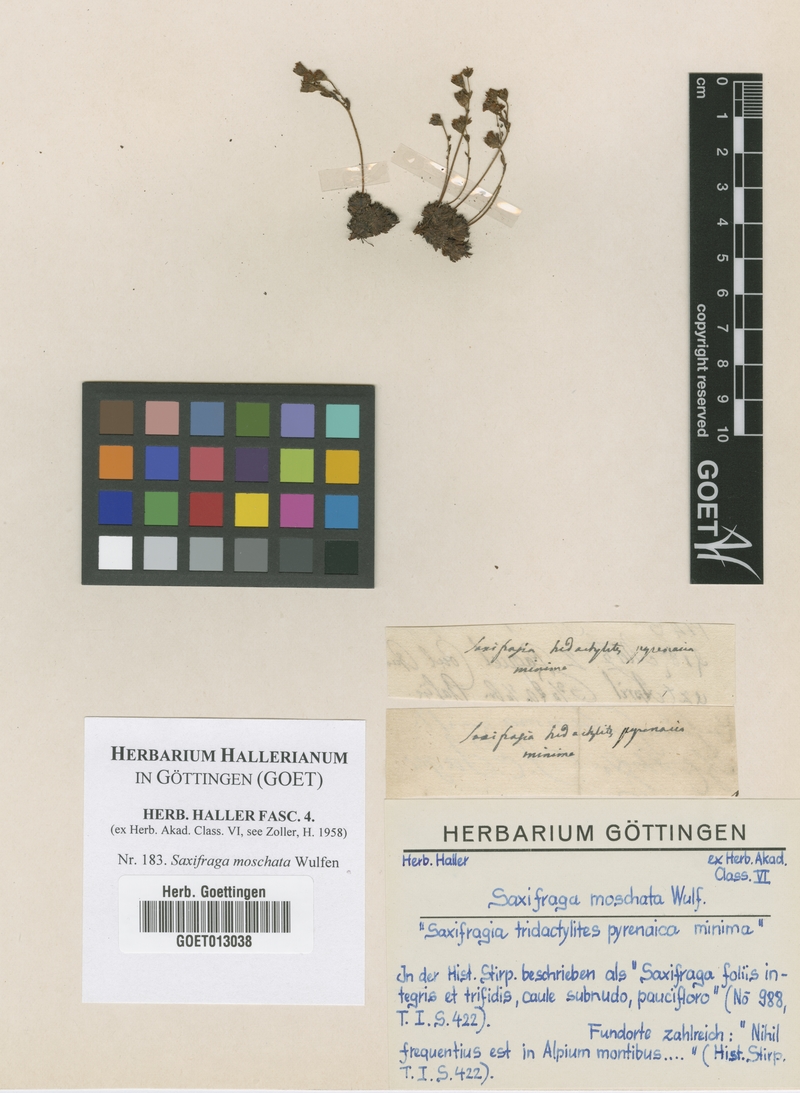 0
cm
1
2
3
4
5
6
7
8
9
10
copyright reserved
GOET
Saxifragia tridactylites pyrenaica
minima
Saxifragia tridactylites pyrenaica
minima
HERBARIUM HALLERIANUM
IN GÖTTINGEN (GOET)
HERB. HALLER FASC. 4.
(ex Herb. Akad. Class. VI, see Zoller, H. 1958)
Nr. 183. Saxifraga moschata Wulfen
Herb. Goettingen
GOET013038
HERBARIUM GÖTTINGEN
Herb. Haller ex Herb. Akad.
Class. VI
Saxifraga moschata Wulf.
"Saxifragia tridactylites pyrenaica minima"
In der Hist. Stirp. beschrieben als "Saxifraga foliis in-
tegris et trifidis, caule subnudo, paucifloro" (No 988,
T. I. S. 422).
Fundorte zahlreich: "Nihil
frequentius est in Alpium montibus...." (Hist. Stirp.
T. I. S. 422).